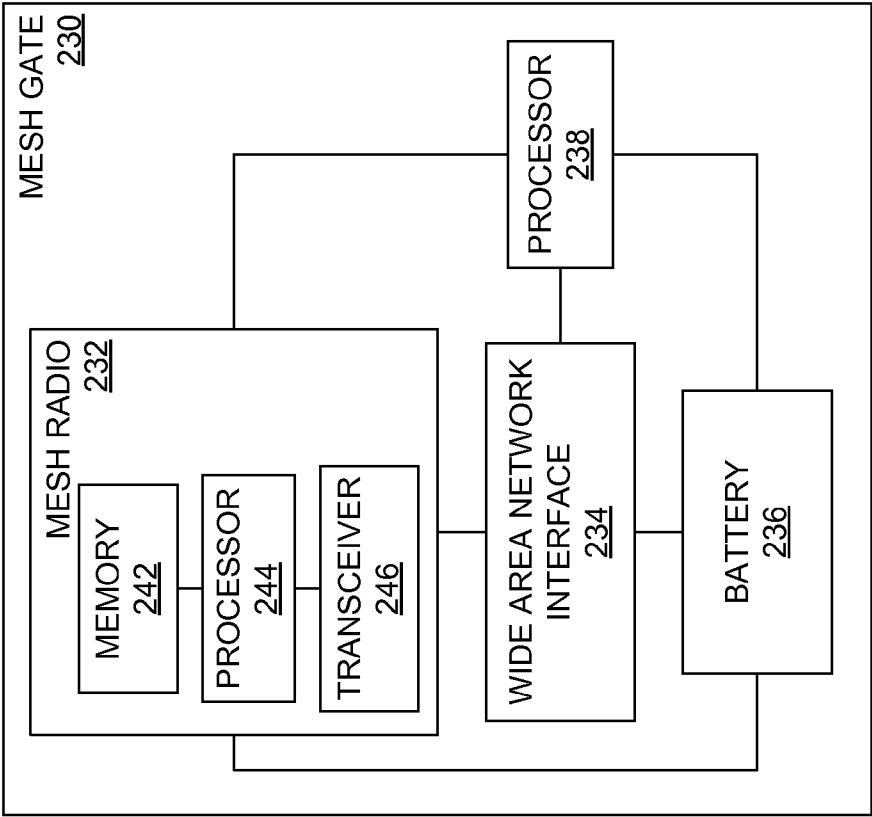 MESH GATE
230
MESH RADIO
232
MEMORY
242
PROCESSOR
244
TRANSCEIVER
246
WIDE AREA NETWORK
INTERFACE
234
PROCESSOR
238
BATTERY
236